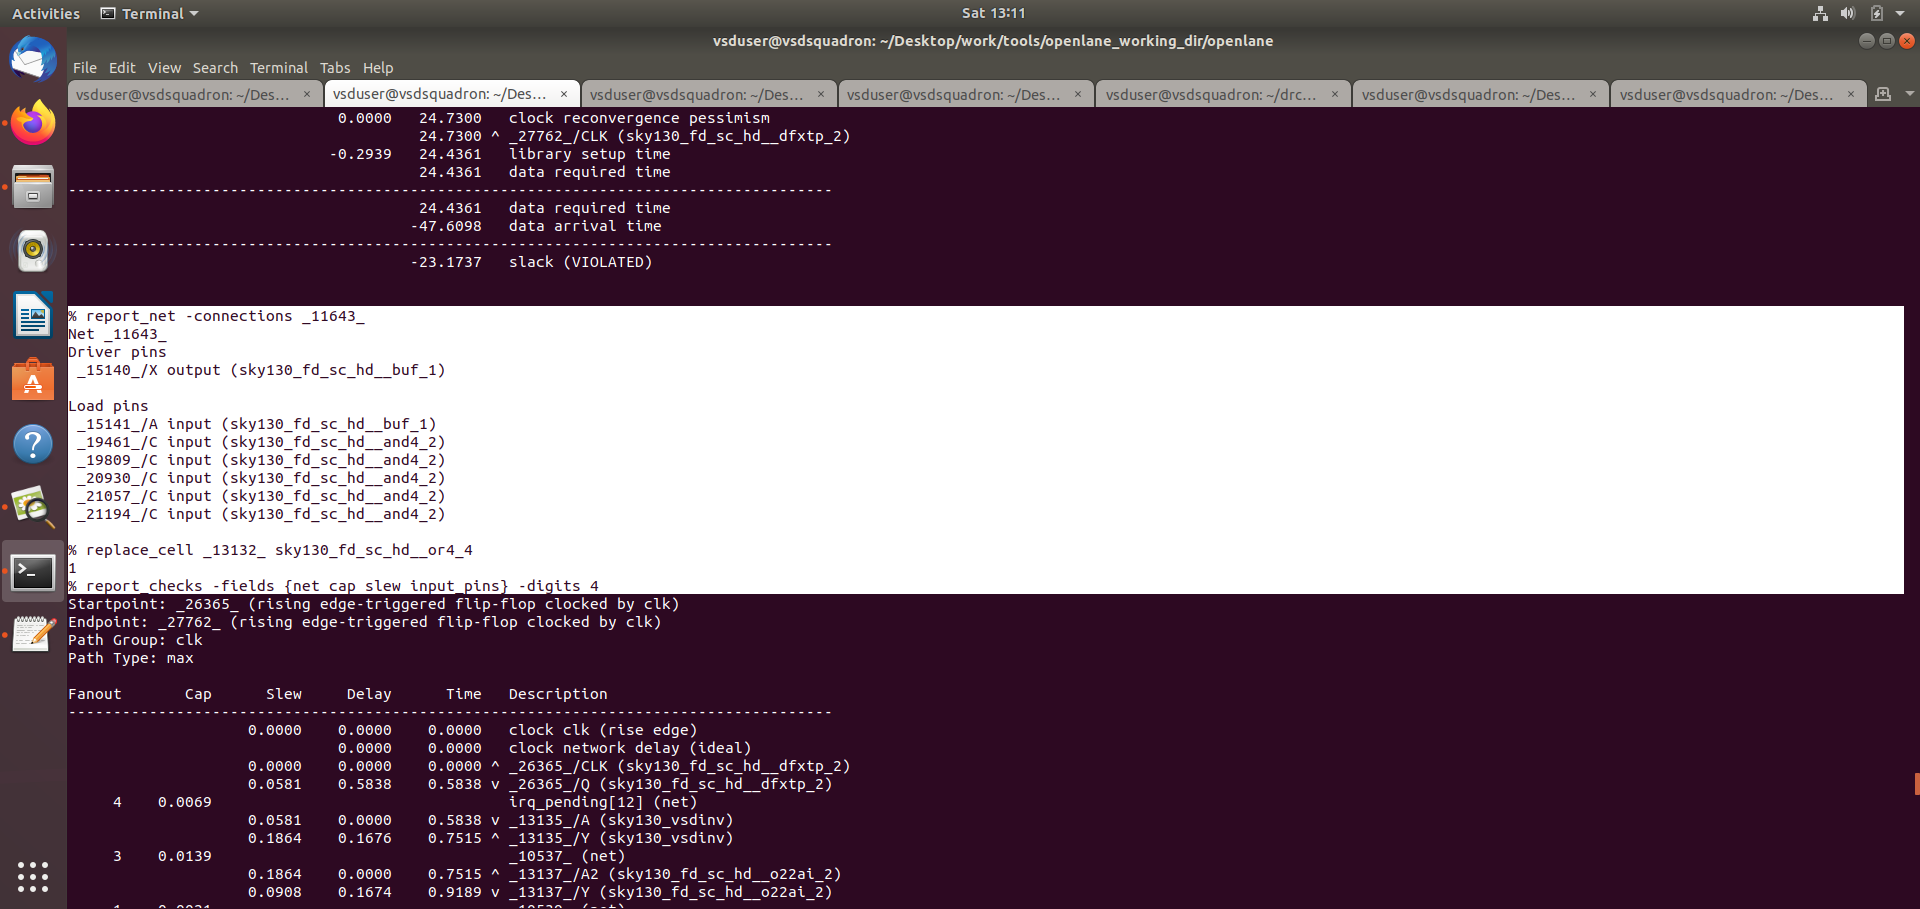 Activities Terminal Sat 13:11
vsduser@vsdsquadron: ~/Desktop/work/tools/openlane_working_dir/openlane
File Edit View Search Terminal Tabs Help
vsduser@vsdsquadron: ~/Des... × vsduser@vsdsquadron: ~/Des... × vsduser@vsdsquadron: ~/Des... × vsduser@vsdsquadron: ~/Des... × vsduser@vsdsquadron: ~/drc... × vsduser@vsdsquadron: ~/Des... × vsduser@vsdsquadron: ~/Des... ×
0.0000 24.7300 clock reconvergence pessimism
24.7300 ^ _27762_/CLK (sky130_fd_sc_hd__dfxtp_2)
-0.2939 24.4361 library setup time
24.4361 data required time
-------------------------------------------------------------------------------------
24.4361 data required time
-47.6098 data arrival time
-------------------------------------------------------------------------------------
-23.1737 slack (VIOLATED)
% report_net -connections _11643_
Net _11643_
Driver pins
_15140_/X output (sky130_fd_sc_hd__buf_1)
Load pins
_15141_/A input (sky130_fd_sc_hd__buf_1)
_19461_/C input (sky130_fd_sc_hd__and4_2)
_19809_/C input (sky130_fd_sc_hd__and4_2)
_20930_/C input (sky130_fd_sc_hd__and4_2)
_21057_/C input (sky130_fd_sc_hd__and4_2)
_21194_/C input (sky130_fd_sc_hd__and4_2)
% replace_cell _13132_ sky130_fd_sc_hd__or4_4
1
% report_checks -fields {net cap slew input_pins} -digits 4
Startpoint: _26365_ (rising edge-triggered flip-flop clocked by clk)
Endpoint: _27762_ (rising edge-triggered flip-flop clocked by clk)
Path Group: clk
Path Type: max
Fanout Cap Slew Delay Time Description
-------------------------------------------------------------------------------------
0.0000 0.0000 0.0000 clock clk (rise edge)
0.0000 0.0000 clock network delay (ideal)
0.0000 0.0000 0.0000 ^ _26365_/CLK (sky130_fd_sc_hd__dfxtp_2)
0.0581 0.5838 0.5838 v _26365_/Q (sky130_fd_sc_hd__dfxtp_2)
4 0.0069 irq_pending[12] (net)
0.0581 0.0000 0.5838 v _13135_/A (sky130_vsdinv)
0.1864 0.1676 0.7515 ^ _13135_/Y (sky130_vsdinv)
3 0.0139 _10537_ (net)
0.1864 0.0000 0.7515 ^ _13137_/A2 (sky130_fd_sc_hd__o22ai_2)
0.0908 0.1674 0.9189 v _13137_/Y (sky130_fd_sc_hd__o22ai_2)